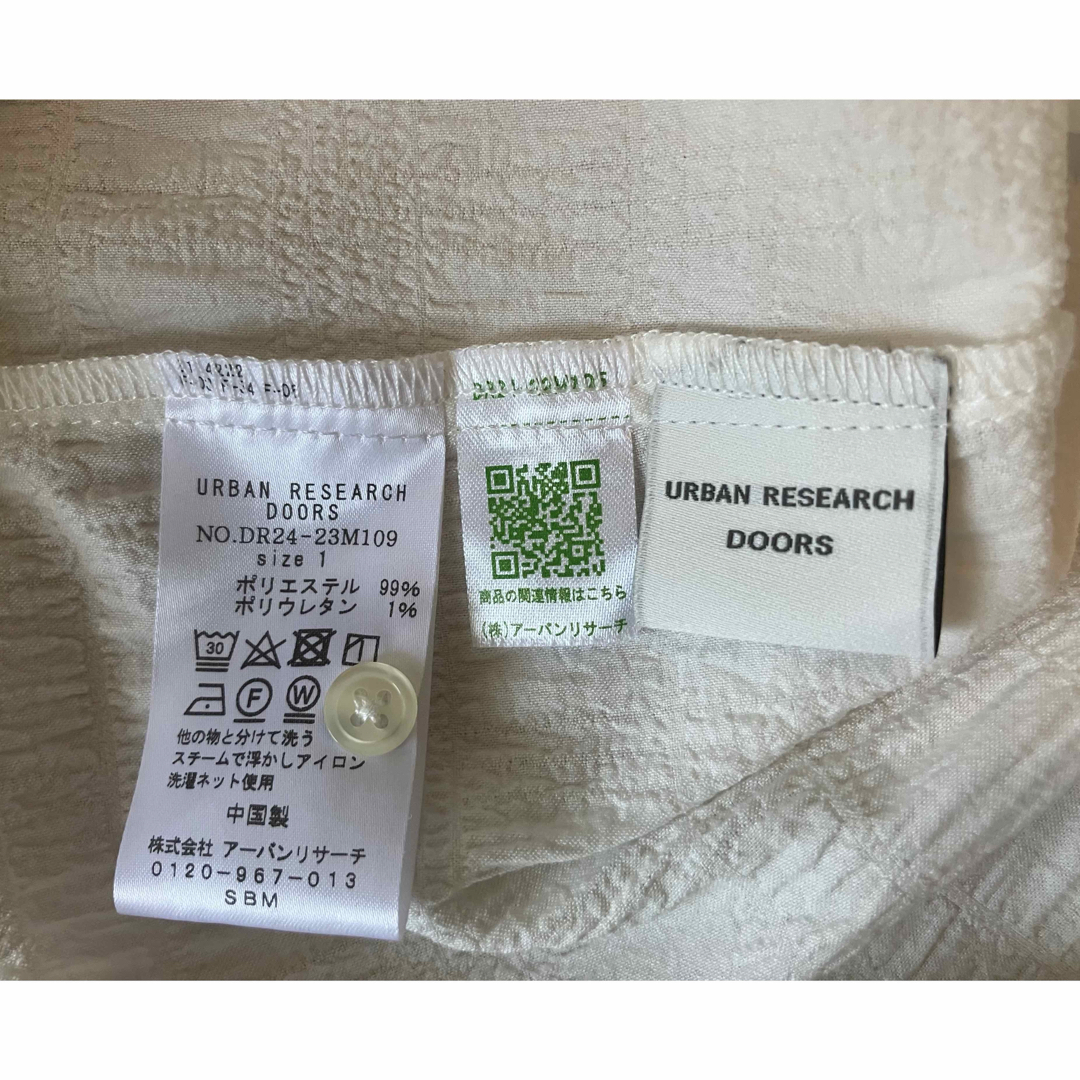 URBAN RESEARCH
DOORS
NO.DR24-23M109
size 1
ポリエステル 99%
ポリウレタン 1%
30
F W
他の物と分けて洗う
スチームで浮かしアイロン
洗濯ネット使用
中国製
株式会社 アーバンリサーチ
0120-967-013
SBM
商品の関連情報はこちら
(株)アーバンリサーチ
URBAN RESEARCH
DOORS